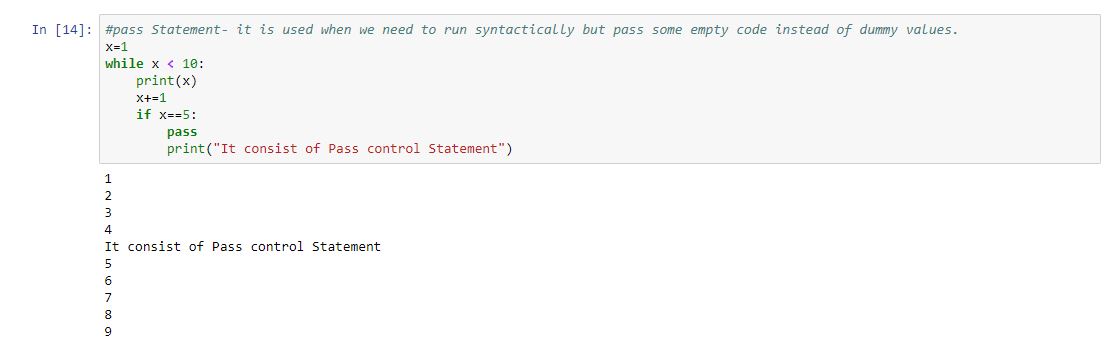 In [14]: #pass Statement- it is used when we need to run syntactically but pass some empty code instead of dummy values.
x=1
while x < 10:
    print(x)
    x+=1
    if x==5:
        pass
        print("It consist of Pass control Statement")
1
2
3
4
It consist of Pass control Statement
5
6
7
8
9